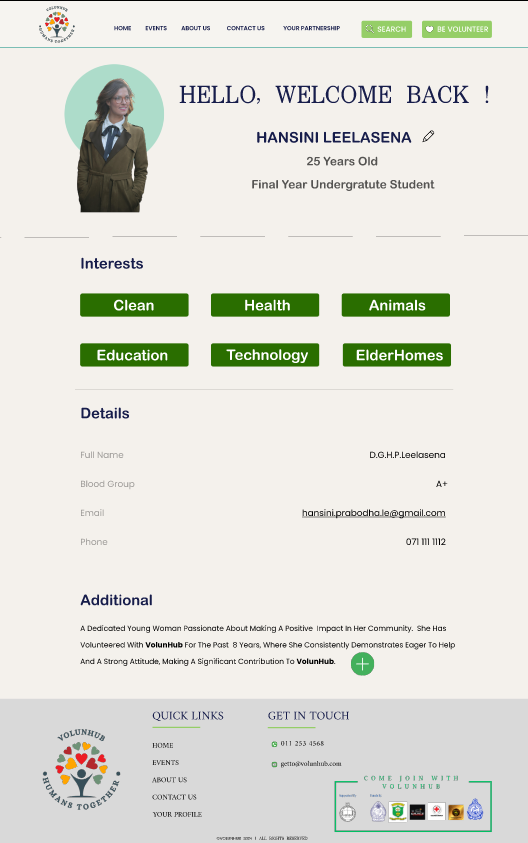 VOLUNHUB
HUMANS TOGETHER
HOME EVENTS ABOUT US CONTACT US YOUR PARTNERSHIP SEARCH BE VOLUNTEER
HELLO, WELCOME BACK !
HANSINI LEELASENA
25 Years Old
Final Year Undergratute Student
Interests
Clean Health Animals
Education Technology ElderHomes
Details
Full Name D.G.H.P.Leelasena
Blood Group A+
Email hansini.prabodha.le@gmail.com
Phone 071 111 1112
Additional
A Dedicated Young Woman Passionate About Making A Positive Impact In Her Community. She Has
Volunteered With VolunHub For The Past 8 Years, Where She Consistently Demonstrates Eager To Help
And A Strong Attitude, Making A Significant Contribution To VolunHub.
VOLUNHUB
HUMANS TOGETHER
QUICK LINKS
HOME
EVENTS
ABOUT US
CONTACT US
YOUR PROFILE
GET IN TOUCH
011 253 4568
getto@volunhub.com
COME JOIN WITH
VOLUNHUB
ALL RIGHTS RESERVED